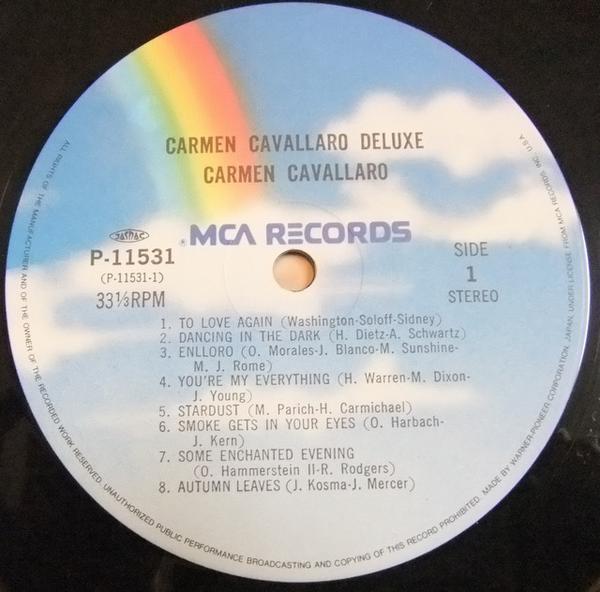 CARMEN CAVALLARO DELUXE
CARMEN CAVALLARO
JASRAC
® MCA RECORDS
P-11531
(P-11531-1)
33⅓RPM
SIDE
1
STEREO
1. TO LOVE AGAIN (Washington-Soloff-Sidney)
2. DANCING IN THE DARK (H. Dietz-A. Schwartz)
3. ENLLORO (O. Morales-J. Blanco-M. Sunshine-
M. J. Rome)
4. YOU'RE MY EVERYTHING (H. Warren-M. Dixon-
J. Young)
5. STARDUST (M. Parich-H. Carmichael)
6. SMOKE GETS IN YOUR EYES (O. Harbach-
J. Kern)
7. SOME ENCHANTED EVENING
(O. Hammerstein II-R. Rodgers)
8. AUTUMN LEAVES (J. Kosma-J. Mercer)
ALL RIGHTS OF THE MANUFACTURER AND OF THE OWNER OF THE RECORDED WORK RESERVED. UNAUTHORIZED PUBLIC PERFORMANCE BROADCASTING AND COPYING OF THIS RECORD PROHIBITED. MADE BY WARNER-PIONEER CORPORATION, JAPAN, UNDER LICENSE FROM MCA RECORDS, INC. U.S.A.